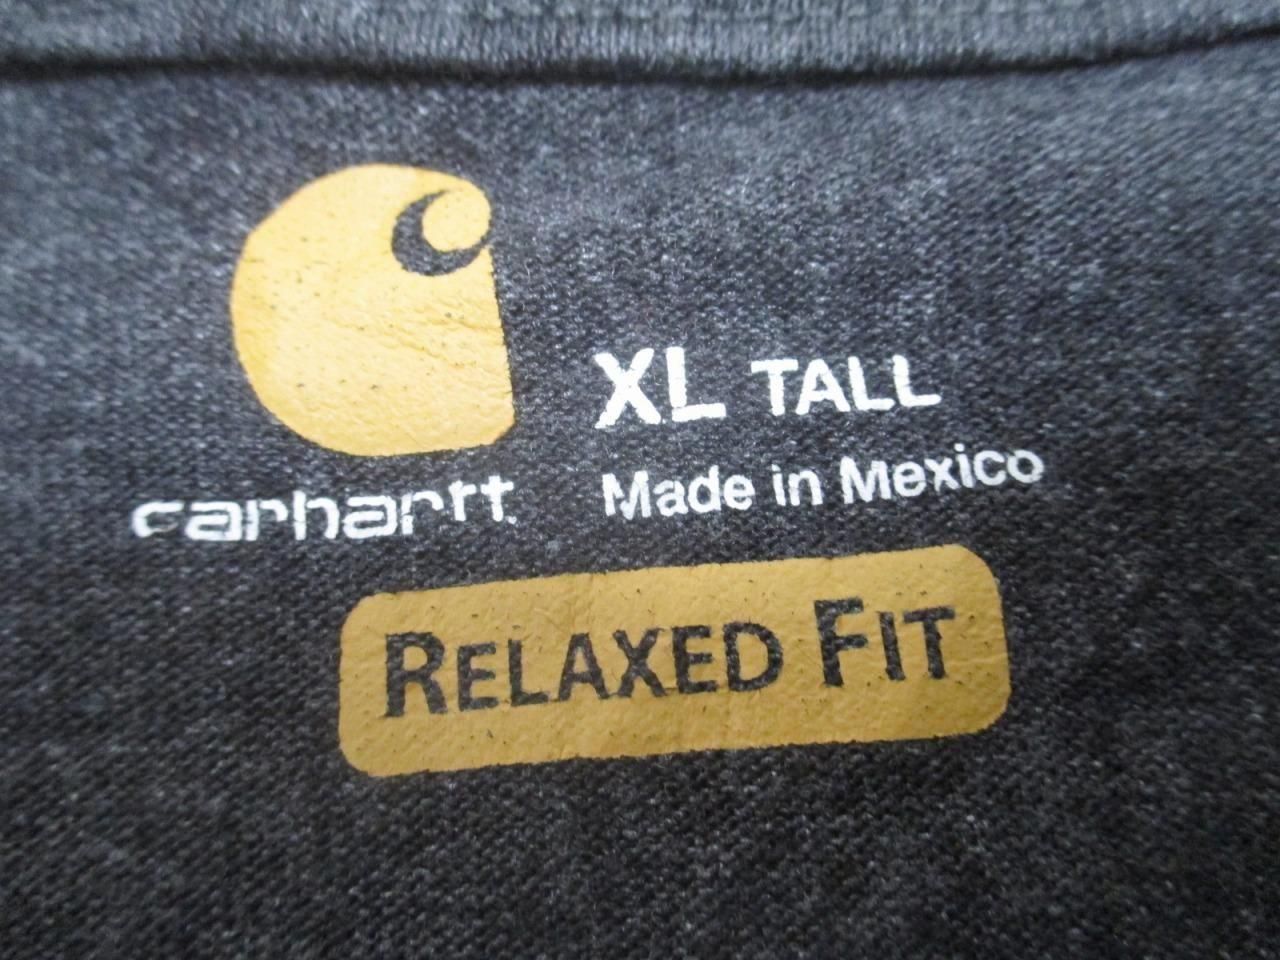 carhartt
XL TALL
Made in Mexico
RELAXED FIT